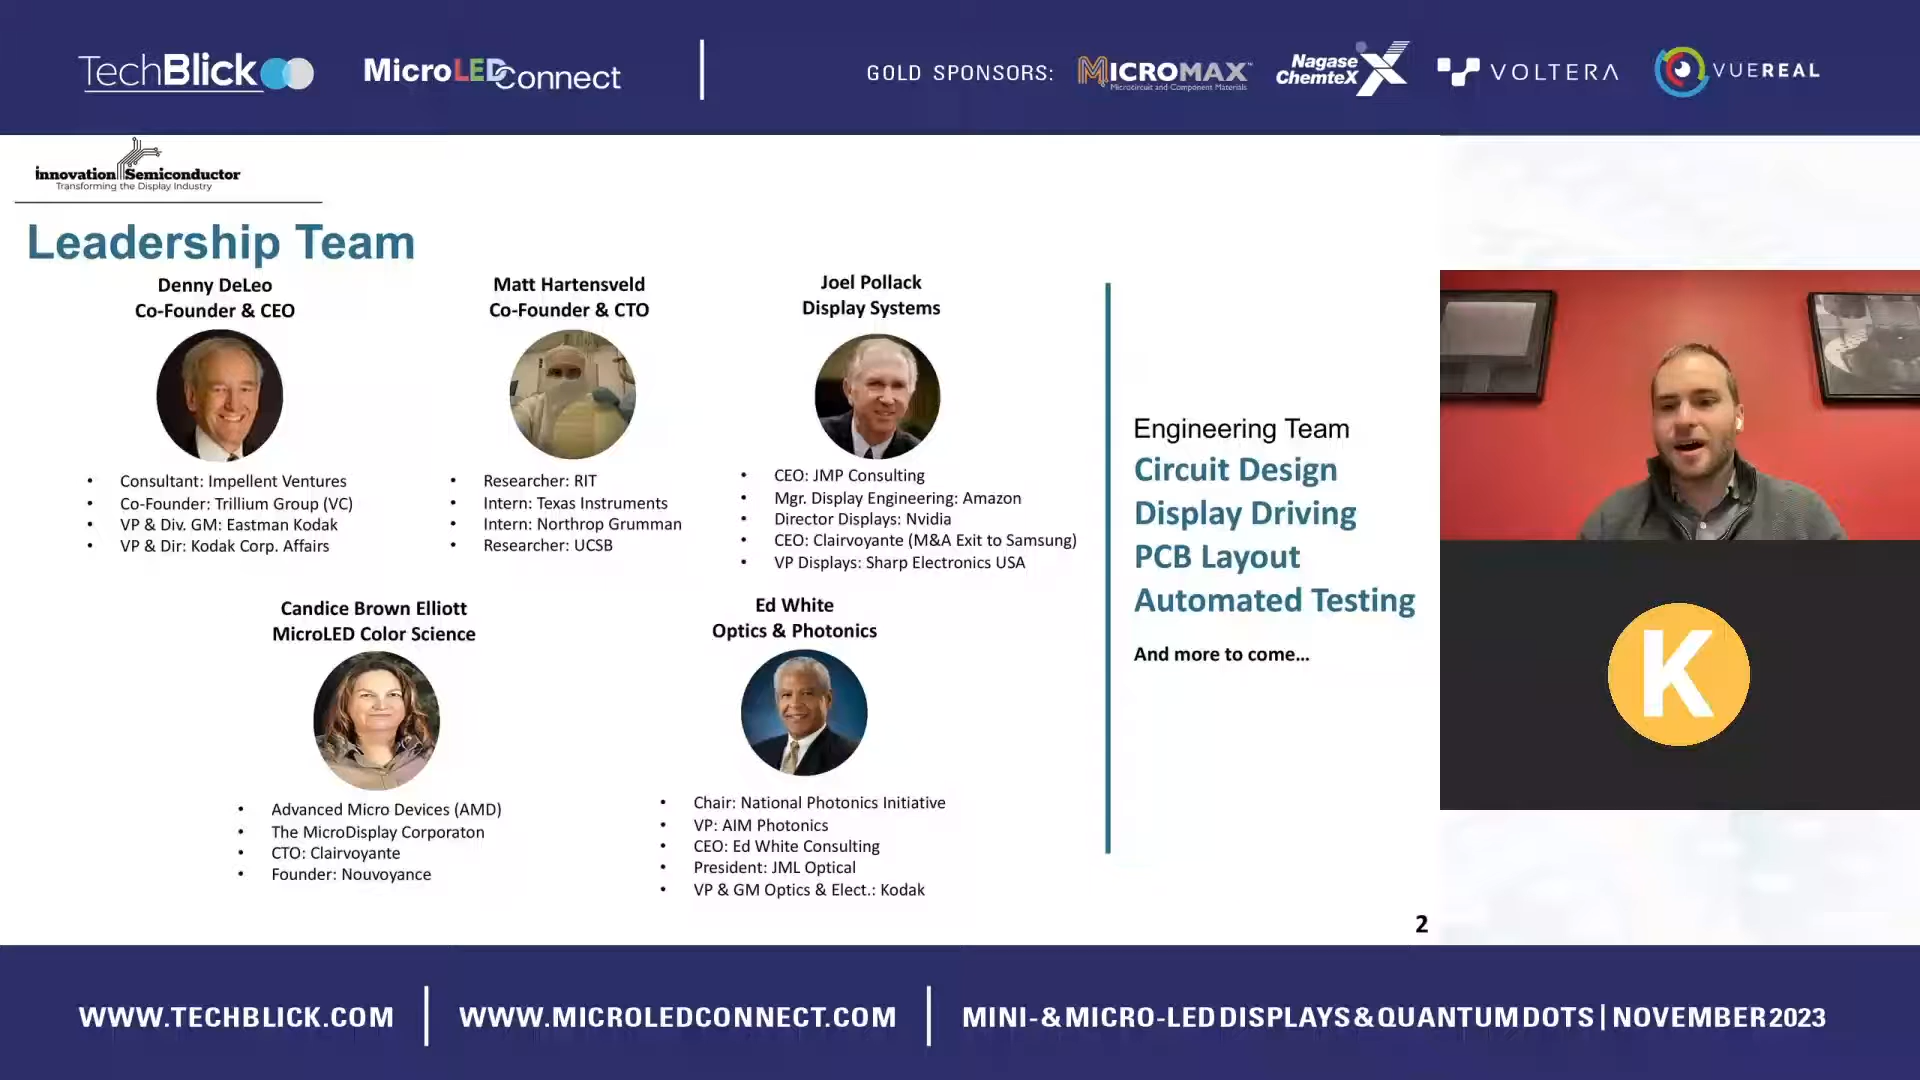 TechBlick
MicroLED Connect
GOLD SPONSORS:
MICROMAX™
Microcircuit and Component Materials
Nagase
ChemteX
VOLTERA
VUEREAL
innovation Semiconductor
Transforming the Display Industry
Leadership Team
Denny DeLeo
Co-Founder & CEO
• Consultant: Impellent Ventures
• Co-Founder: Trillium Group (VC)
• VP & Div. GM: Eastman Kodak
• VP & Dir: Kodak Corp. Affairs
Matt Hartensveld
Co-Founder & CTO
• Researcher: RIT
• Intern: Texas Instruments
• Intern: Northrop Grumman
• Researcher: UCSB
Joel Pollack
Display Systems
• CEO: JMP Consulting
• Mgr. Display Engineering: Amazon
• Director Displays: Nvidia
• CEO: Clairvoyante (M&A Exit to Samsung)
• VP Displays: Sharp Electronics USA
Candice Brown Elliott
MicroLED Color Science
• Advanced Micro Devices (AMD)
• The MicroDisplay Corporaton
• CTO: Clairvoyante
• Founder: Nouvoyance
Ed White
Optics & Photonics
• Chair: National Photonics Initiative
• VP: AIM Photonics
• CEO: Ed White Consulting
• President: JML Optical
• VP & GM Optics & Elect.: Kodak
Engineering Team
Circuit Design
Display Driving
PCB Layout
Automated Testing
And more to come...
K
2
WWW.TECHBLICK.COM
WWW.MICROLEDCONNECT.COM
MINI- & MICRO-LED DISPLAYS & QUANTUM DOTS | NOVEMBER 2023